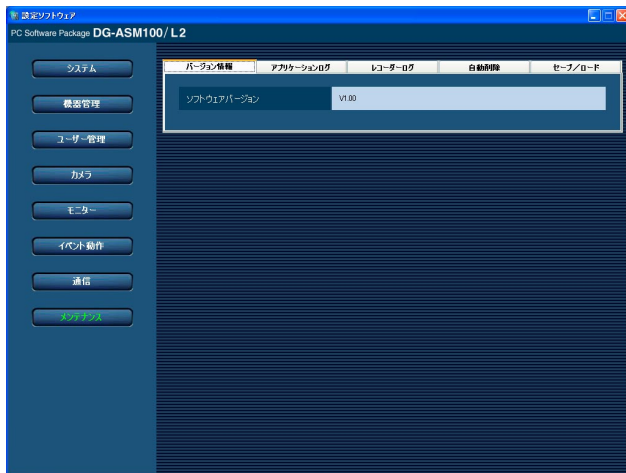 設定ソフトウェア
PC Software Package DG-ASM100/L2
システム
機器管理
ユーザー管理
カメラ
モニター
イベント動作
通信
メンテナンス
バージョン情報 アプリケーションログ レコーダーログ 自動削除 セーブ/ロード
ソフトウェアバージョン V1.00